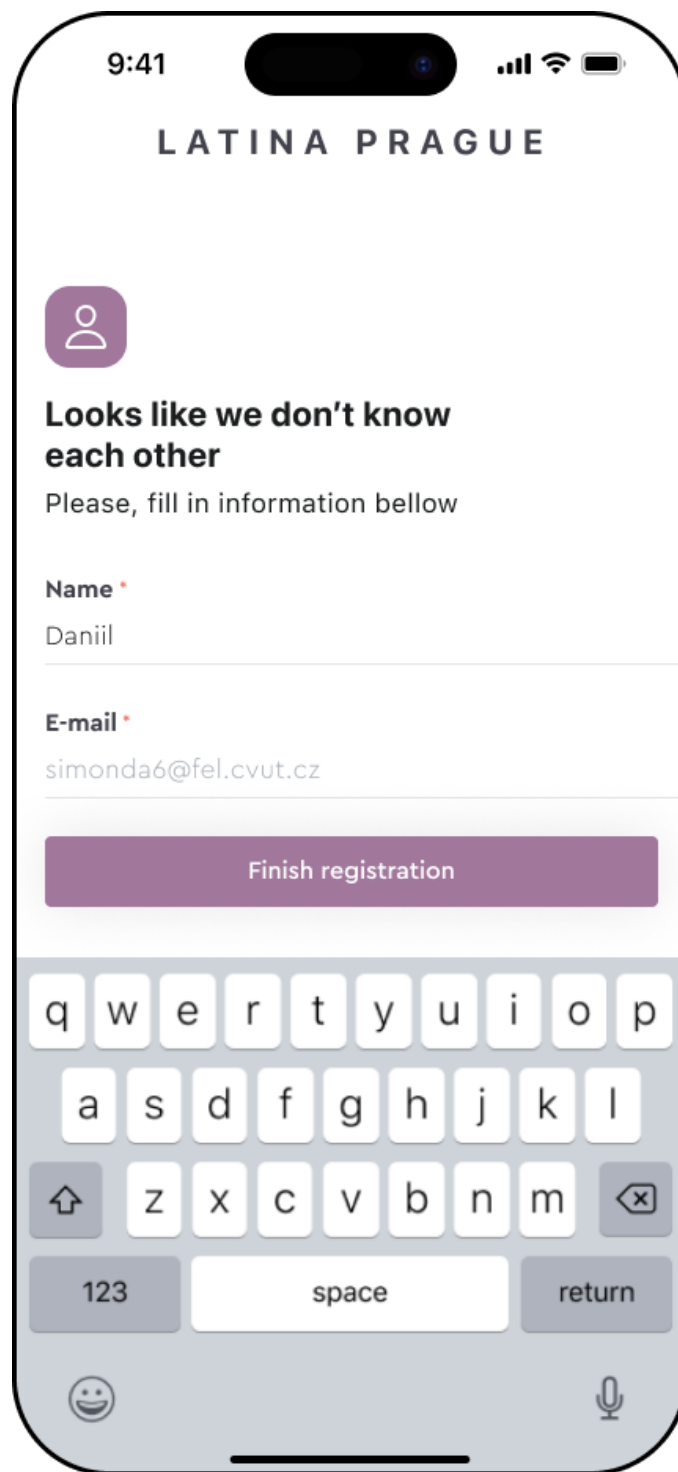 9:41
LATINA PRAGUE
Looks like we don’t know
each other
Please, fill in information bellow
Name *
Daniil
E-mail *
simonda6@fel.cvut.cz
Finish registration
q w e r t y u i o p
a s d f g h j k l
z x c v b n m
123 space return